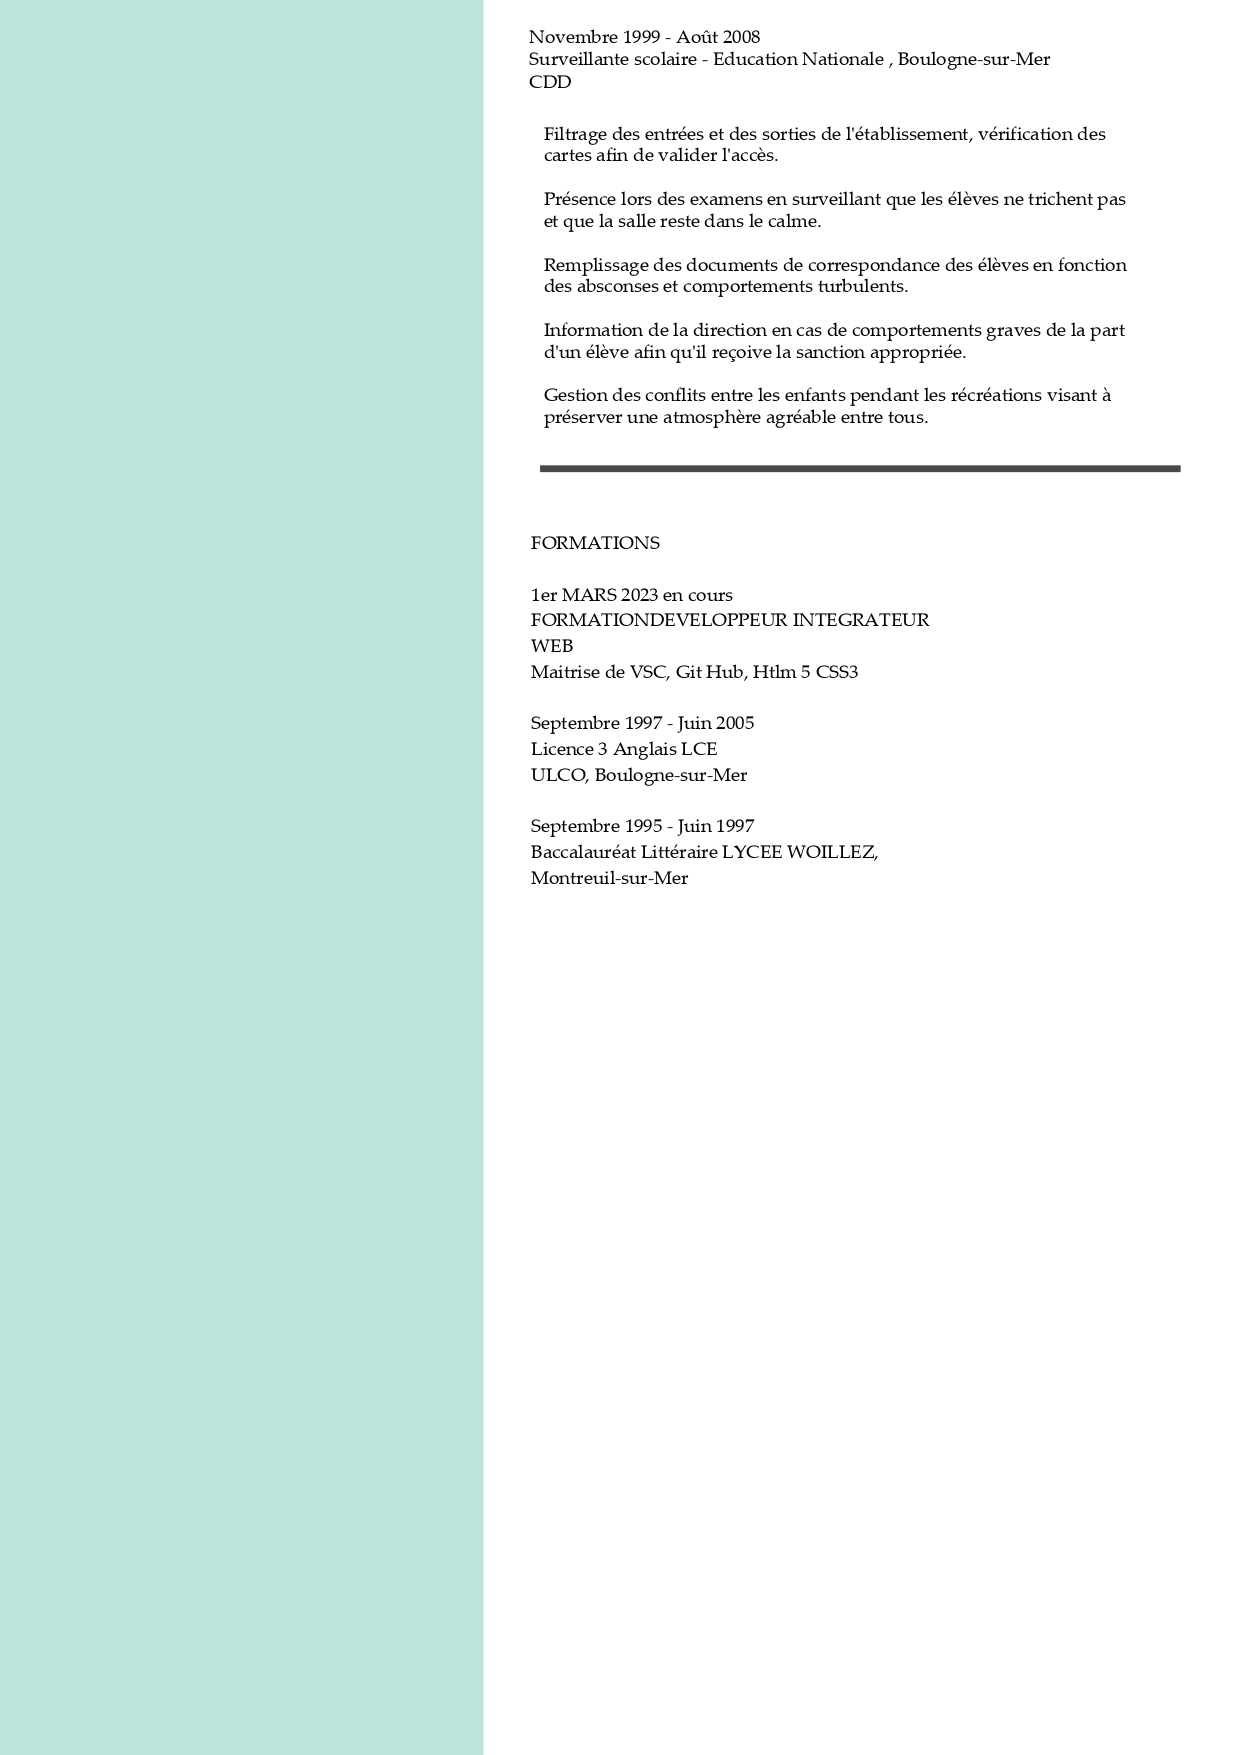 Novembre 1999 - Août 2008
Surveillante scolaire - Education Nationale , Boulogne-sur-Mer
CDD
Filtrage des entrées et des sorties de l'établissement, vérification des
cartes afin de valider l'accès.
Présence lors des examens en surveillant que les élèves ne trichent pas
et que la salle reste dans le calme.
Remplissage des documents de correspondance des élèves en fonction
des absconses et comportements turbulents.
Information de la direction en cas de comportements graves de la part
d'un élève afin qu'il reçoive la sanction appropriée.
Gestion des conflits entre les enfants pendant les récréations visant à
préserver une atmosphère agréable entre tous.
FORMATIONS
1er MARS 2023 en cours
FORMATIONDEVELOPPEUR INTEGRATEUR
WEB
Maitrise de VSC, Git Hub, Htlm 5 CSS3
Septembre 1997 - Juin 2005
Licence 3 Anglais LCE
ULCO, Boulogne-sur-Mer
Septembre 1995 - Juin 1997
Baccalauréat Littéraire LYCEE WOILLEZ,
Montreuil-sur-Mer